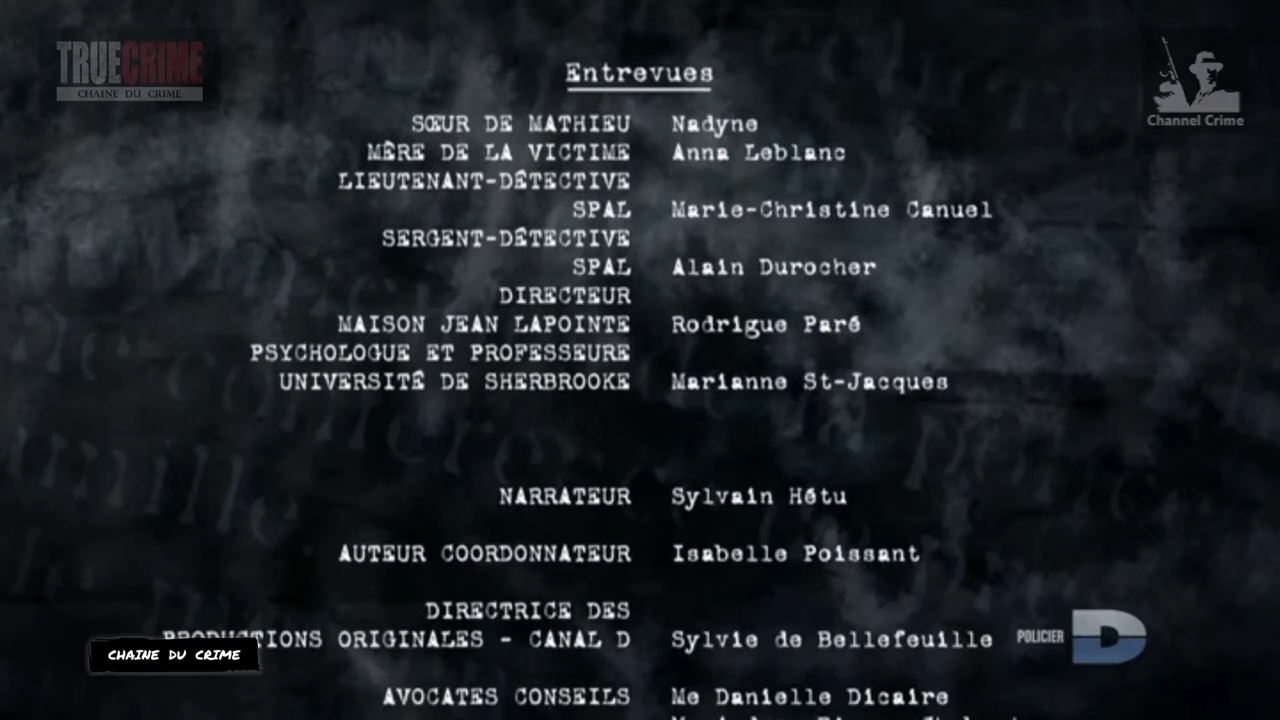 TRUECRIME
CHAINE DU CRIME
Channel Crime
Entrevues
SŒUR DE MATHIEU Nadyne
MÈRE DE LA VICTIME Anna Leblanc
LIEUTENANT-DÉTECTIVE
SPAL Marie-Christine Canuel
SERGENT-DÉTECTIVE
SPAL Alain Durocher
DIRECTEUR
MAISON JEAN LAPOINTE Rodrigue Paré
PSYCHOLOGUE ET PROFESSEURE
UNIVERSITÉ DE SHERBROOKE Marianne St-Jacques
NARRATEUR Sylvain Hétu
AUTEUR COORDONNATEUR Isabelle Poissant
DIRECTRICE DES
PRODUCTIONS ORIGINALES - CANAL D Sylvie de Bellefeuille
POLICIER D
CHAINE DU CRIME
AVOCATES CONSEILS Me Danielle Dicaire